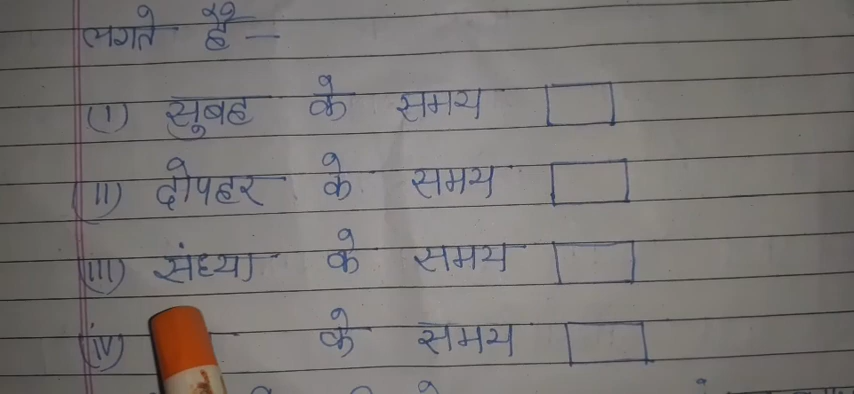 लगते हैं —
(i) सुबह के समय
(ii) दोपहर के समय
(iii) संध्या के समय
(iv) के समय